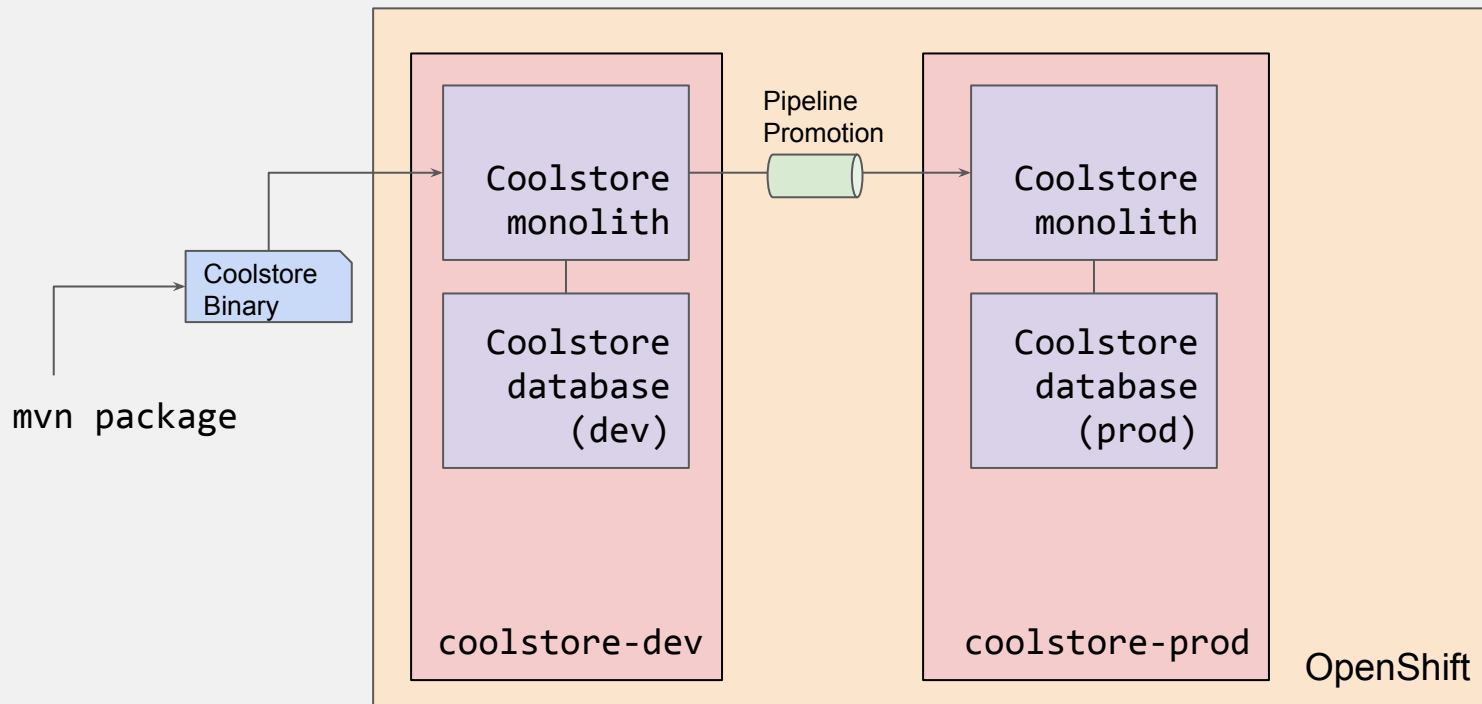 mvn package
Coolstore
Binary
Coolstore
monolith
Coolstore
database
(dev)
coolstore-dev
Pipeline
Promotion
Coolstore
monolith
Coolstore
database
(prod)
coolstore-prod
OpenShift